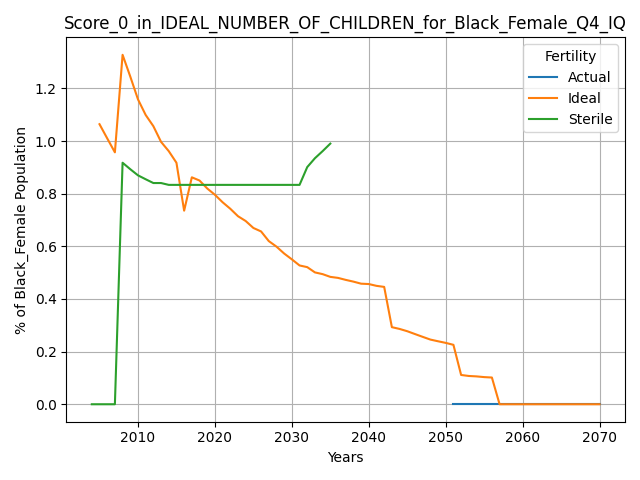 Score_0_in_IDEAL_NUMBER_OF_CHILDREN_for_Black_Female_Q4_IQ
Fertility
Actual
Ideal
Sterile
% of Black_Female Population
1.2
1.0
0.8
0.6
0.4
0.2
0.0
2010 2020 2030 2040 2050 2060 2070
Years